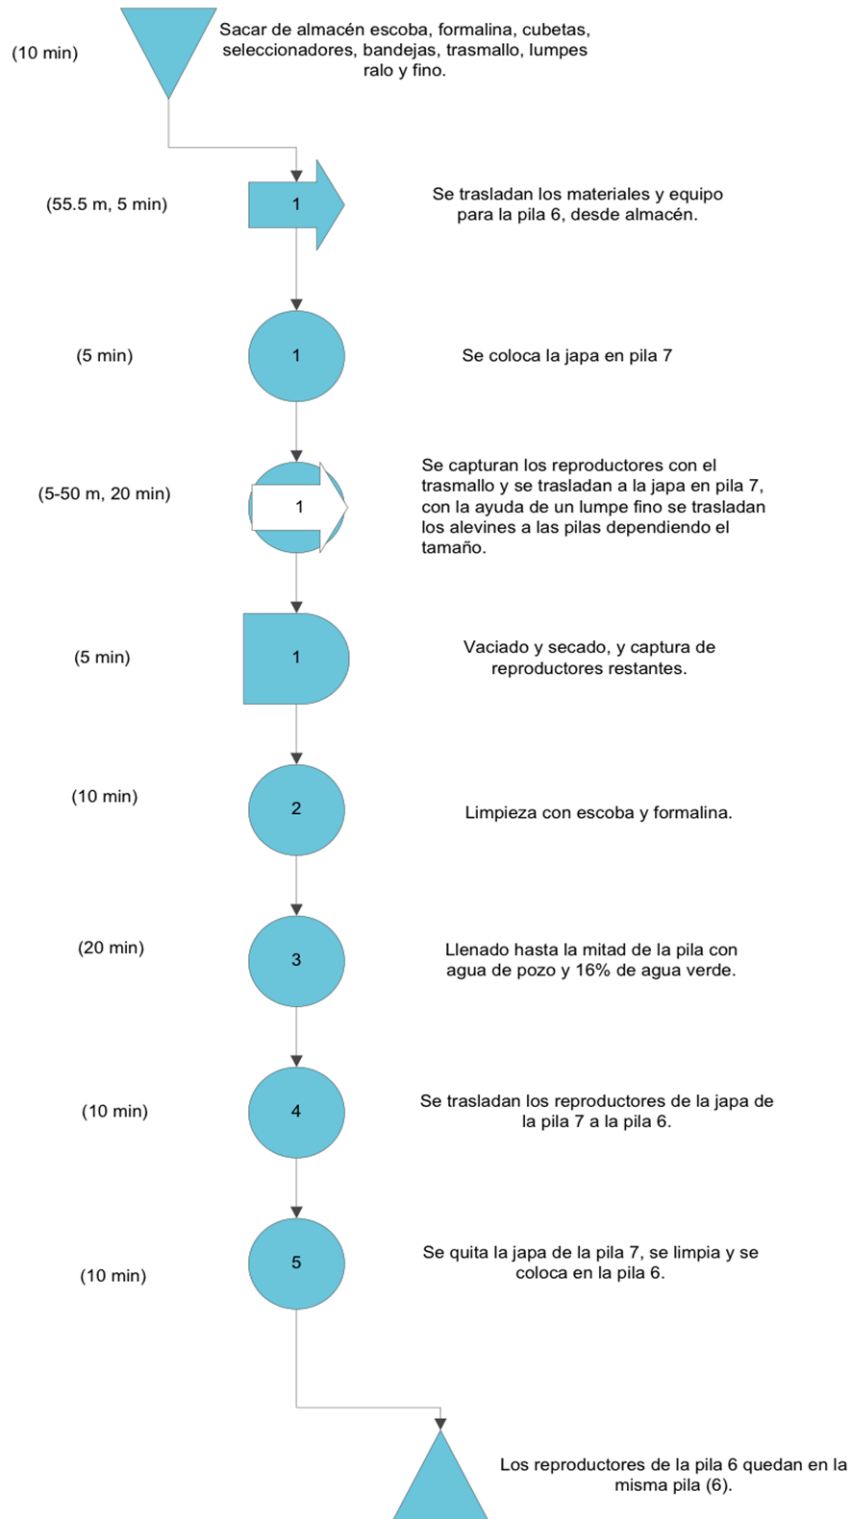 Sacar de almacén escoba, formalina, cubetas,
seleccionadores, bandejas, trasmallo, lumpes
ralo y fino.
(10 min)
(55.5 m, 5 min)
1
Se trasladan los materiales y equipo
para la pila 6, desde almacén.
(5 min)
1
Se coloca la japa en pila 7
(5-50 m, 20 min)
1
Se capturan los reproductores con el
trasmallo y se trasladan a la japa en pila 7,
con la ayuda de un lumpe fino se trasladan
los alevines a las pilas dependiendo el
tamaño.
(5 min)
1
Vaciado y secado, y captura de
reproductores restantes.
(10 min)
2
Limpieza con escoba y formalina.
(20 min)
3
Llenado hasta la mitad de la pila con
agua de pozo y 16% de agua verde.
(10 min)
4
Se trasladan los reproductores de la japa de
la pila 7 a la pila 6.
(10 min)
5
Se quita la japa de la pila 7, se limpia y se
coloca en la pila 6.
Los reproductores de la pila 6 quedan en la
misma pila (6).